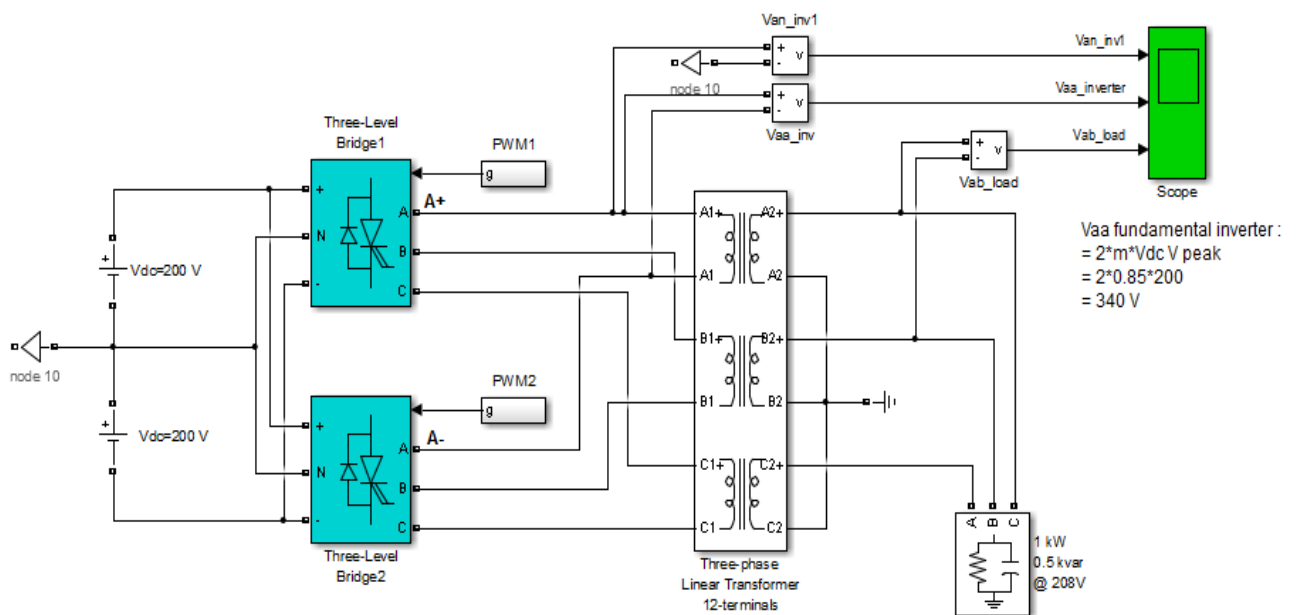 Van_inv1
+
-
v
node 10
Van_inv1
+
-
v
Vaa_inv
Vaa_inverter
+
-
v
Vab_load
Vab_load
Scope
Vaa fundamental inverter :
= 2*m*Vdc V peak
= 2*0.85*200
= 340 V
Three-Level
Bridge1
+
N
-
A
B
C
PWM1
g
A+
+
Vdc=200 V
node 10
+
Vdc=200 V
Three-Level
Bridge2
+
N
-
A
B
C
PWM2
g
A-
A1+
A2+
A1
A2
B1+
B2+
B1
B2
C1+
C2+
C1
C2
Three-phase
Linear Transformer
12-terminals
A
B
C
1 kW
0.5 kvar
@ 208V